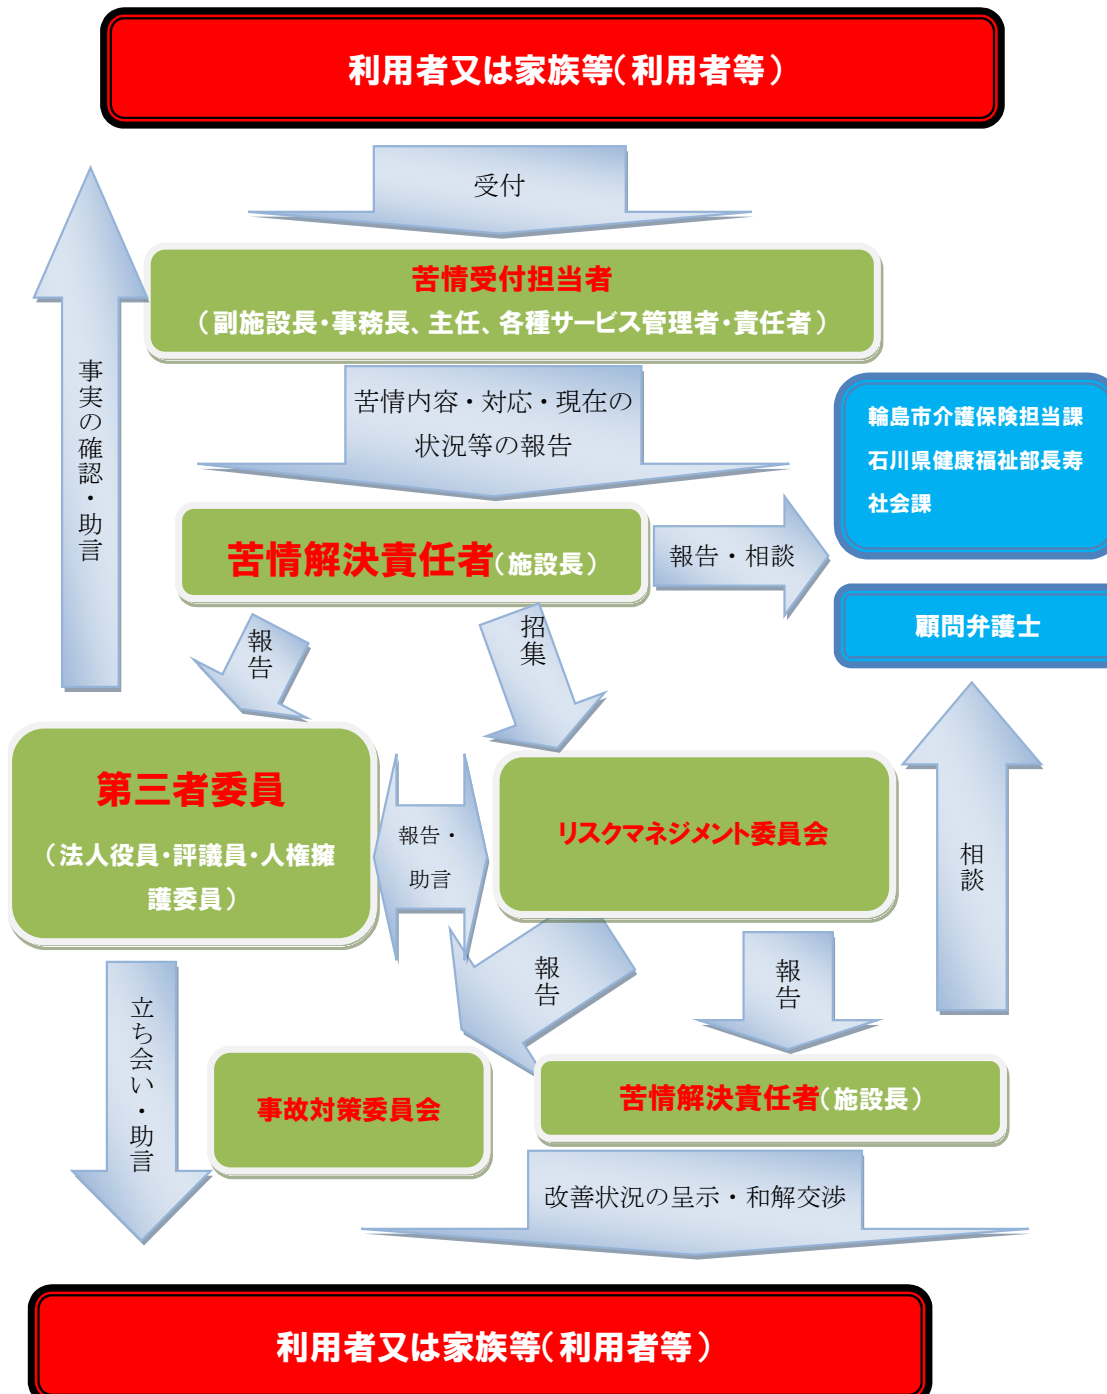 利用者又は家族等（利用者等）
受付
苦情受付担当者
（副施設長・事務長、主任、各種サービス管理者・責任者）
事実の確認・助言
苦情内容・対応・現在の
状況等の報告
輪島市介護保険担当課
石川県健康福祉部長寿
社会課
苦情解決責任者（施設長）
報告・相談
顧問弁護士
報告
招集
第三者委員
（法人役員・評議員・人権擁
護委員）
報告・
助言
リスクマネジメント委員会
相談
報告
報告
立ち会い・助言
事故対策委員会
苦情解決責任者（施設長）
改善状況の呈示・和解交渉
利用者又は家族等（利用者等）